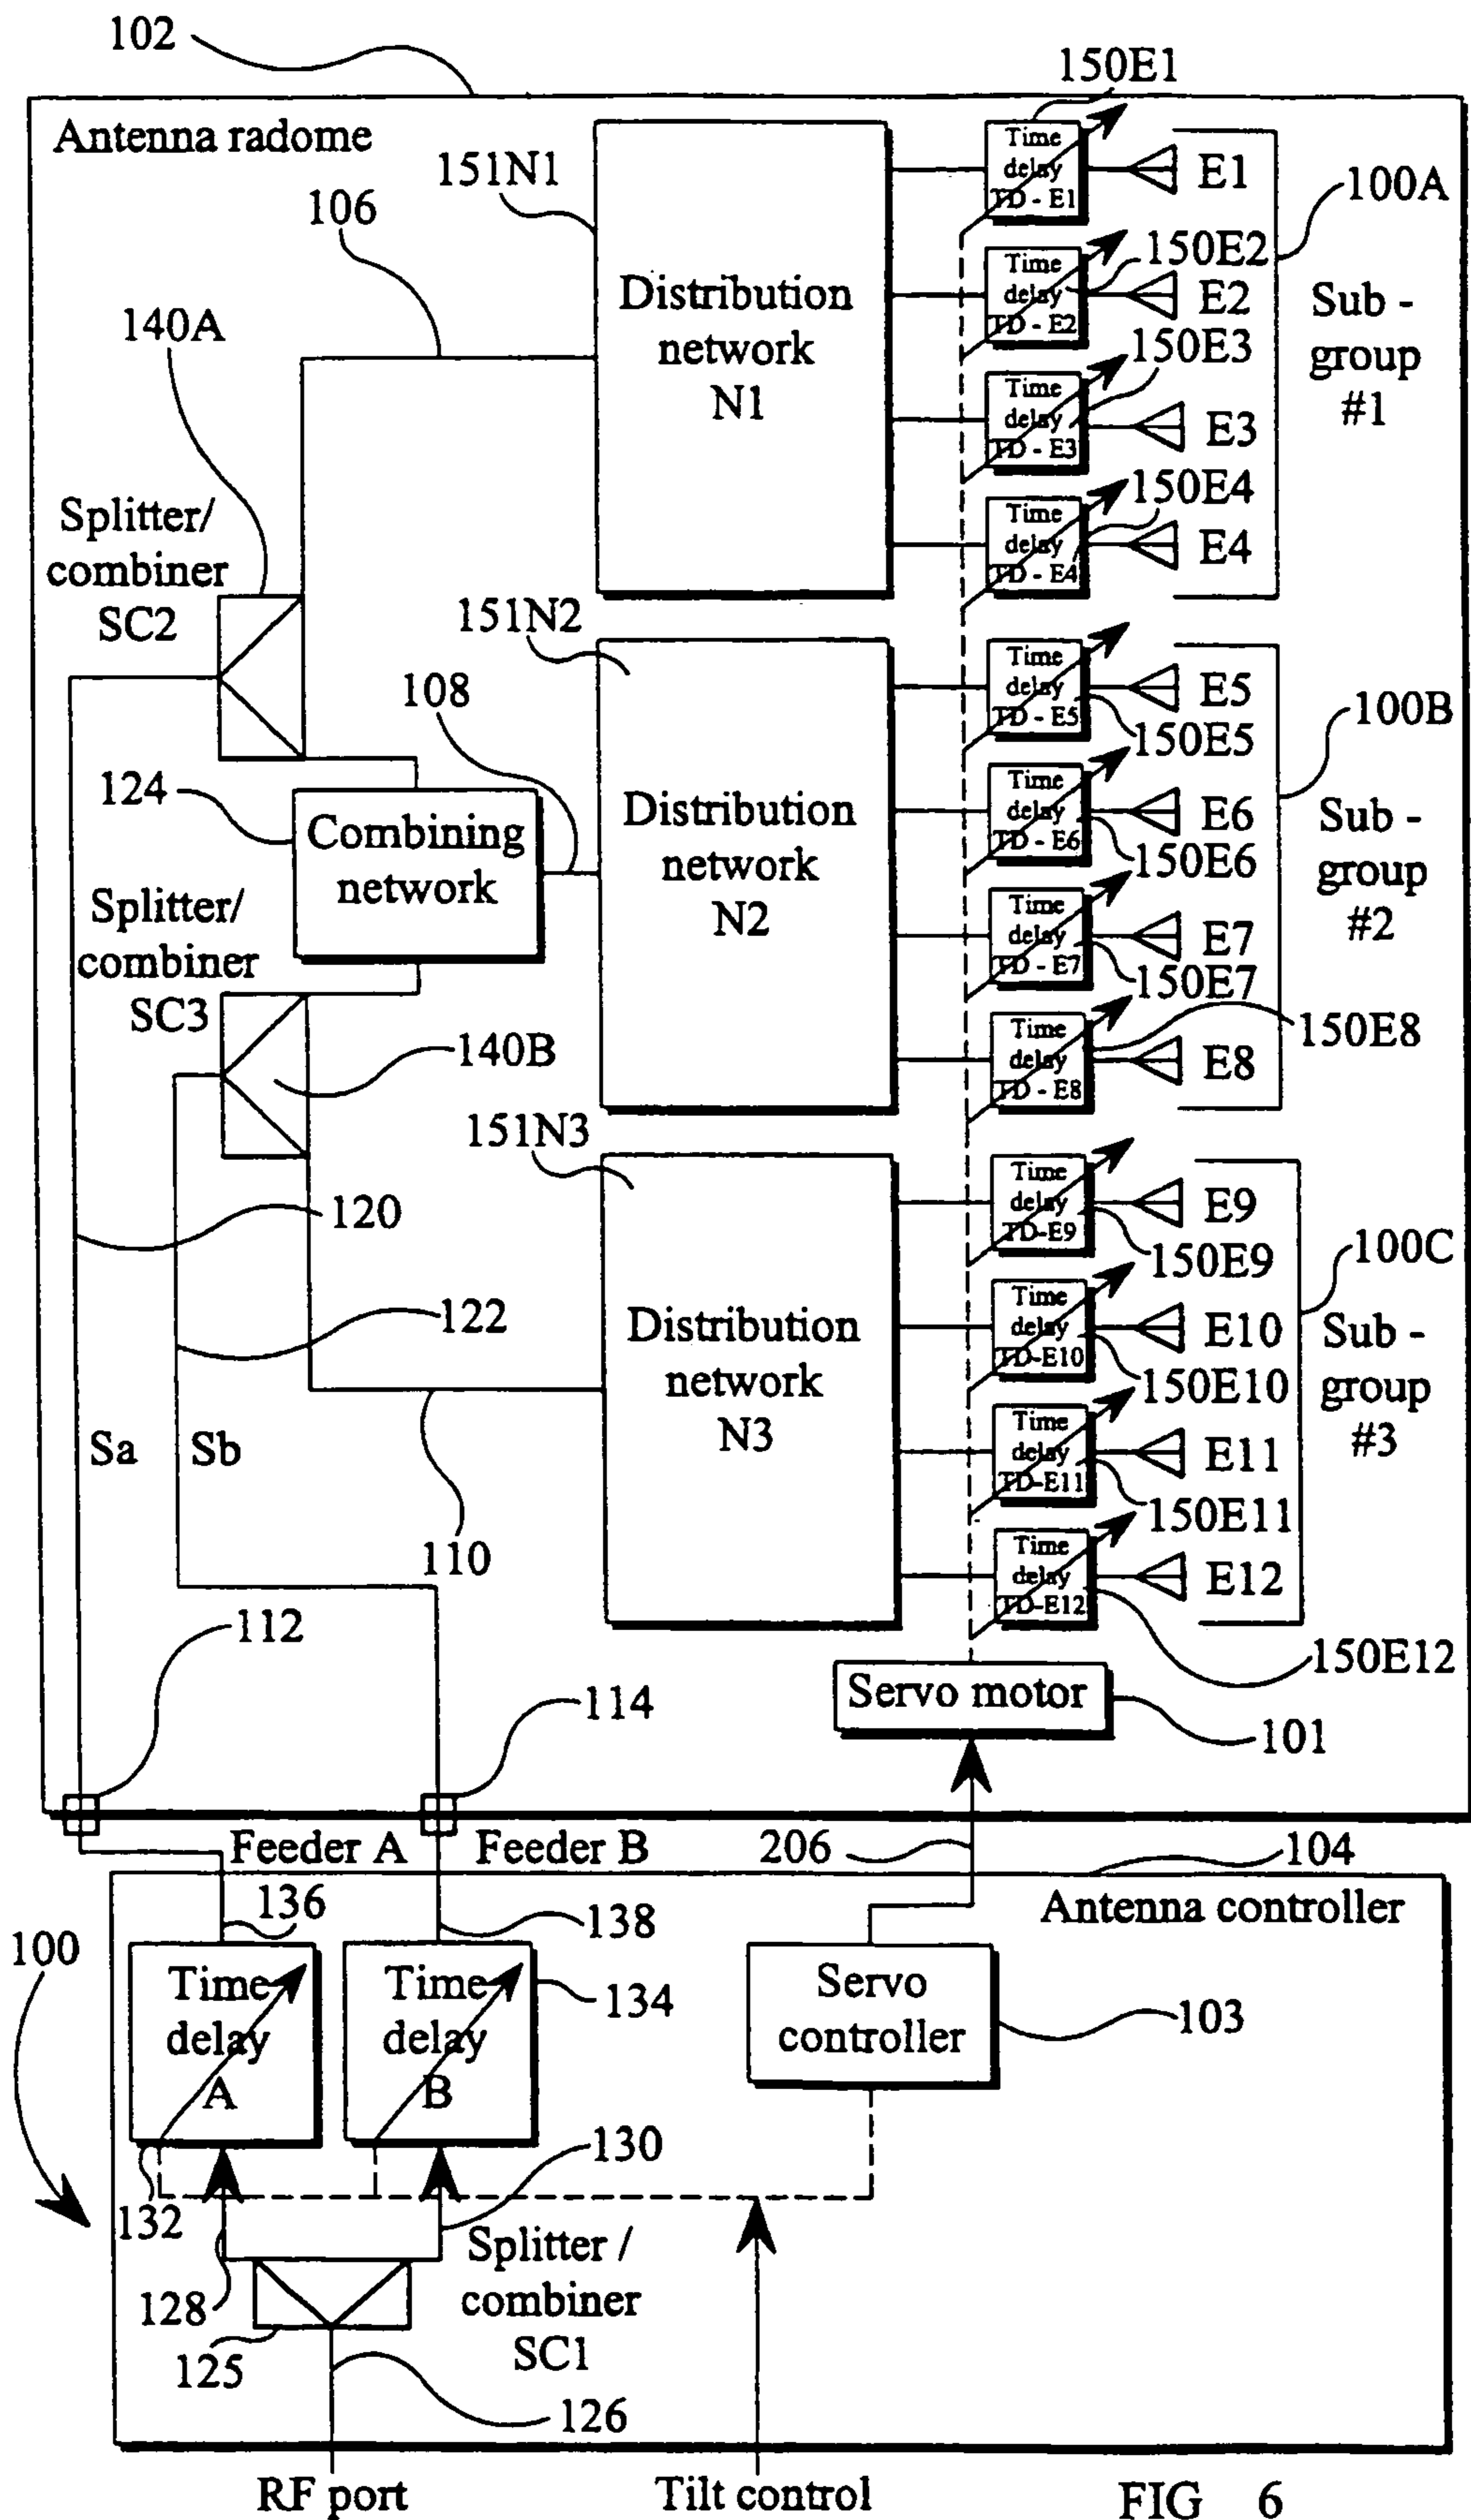 102
150E1
Antenna radome
151N1
106
Time
delay
TD - E1
E1
100A
150E2
Time
delay
TD - E2
E2
Distribution
network
N1
Sub -
group
#1
140A
150E3
Time
delay
TD - E3
E3
150E4
Time
delay
TD - E4
E4
Splitter/
combiner
SC2
151N2
108
Time
delay
TD - E5
E5
150E5
100B
124
Combining
network
Distribution
network
N2
Time
delay
TD - E6
E6
150E6
Sub -
group
#2
Splitter/
combiner
SC3
Time
delay
TD - E7
E7
150E7
140B
Time
delay
TD - E8
150E8
E8
151N3
120
Time
delay
TD-E9
E9
150E9
100C
122
Distribution
network
N3
Time
delay
TD-E10
E10
150E10
Sub -
group
#3
Sa
Sb
Time
delay
TD-E11
E11
150E11
110
Time
delay
TD-E12
E12
150E12
112
114
Servo motor
101
Feeder A
Feeder B
206
104
136
138
Antenna controller
100
Time
delay
A
Time
delay
B
134
Servo
controller
103
132
130
128
Splitter /
combiner
SC1
125
126
RF port
Tilt control
FIG 6